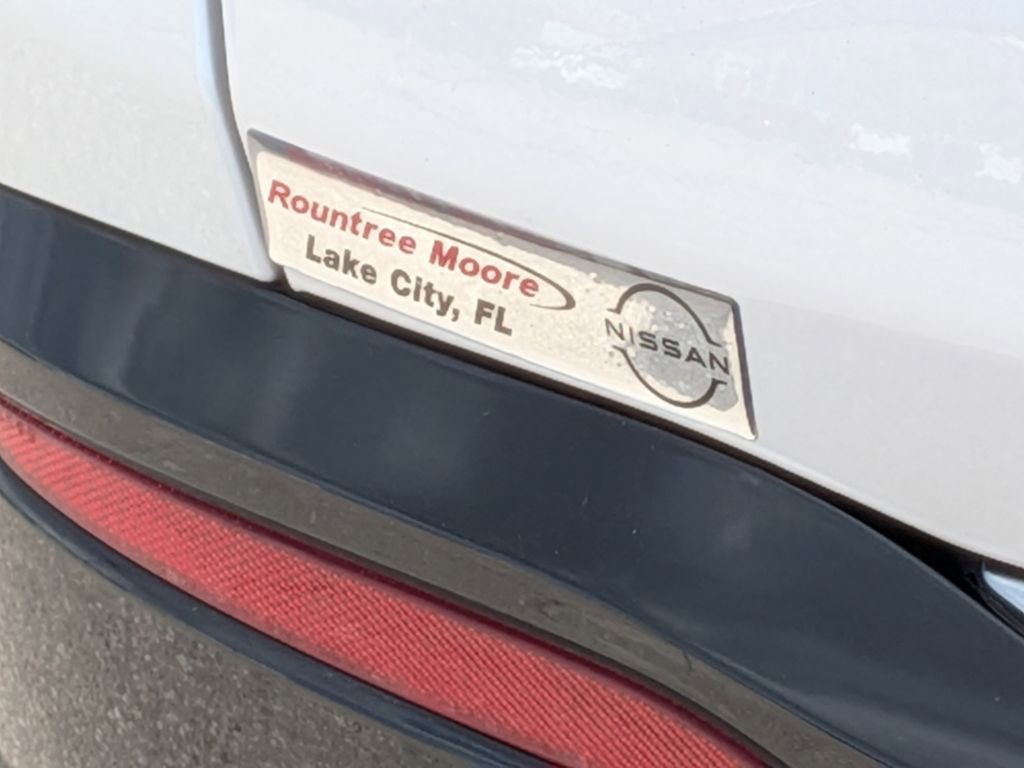 Rountree Moore
Lake City, FL
NISSAN